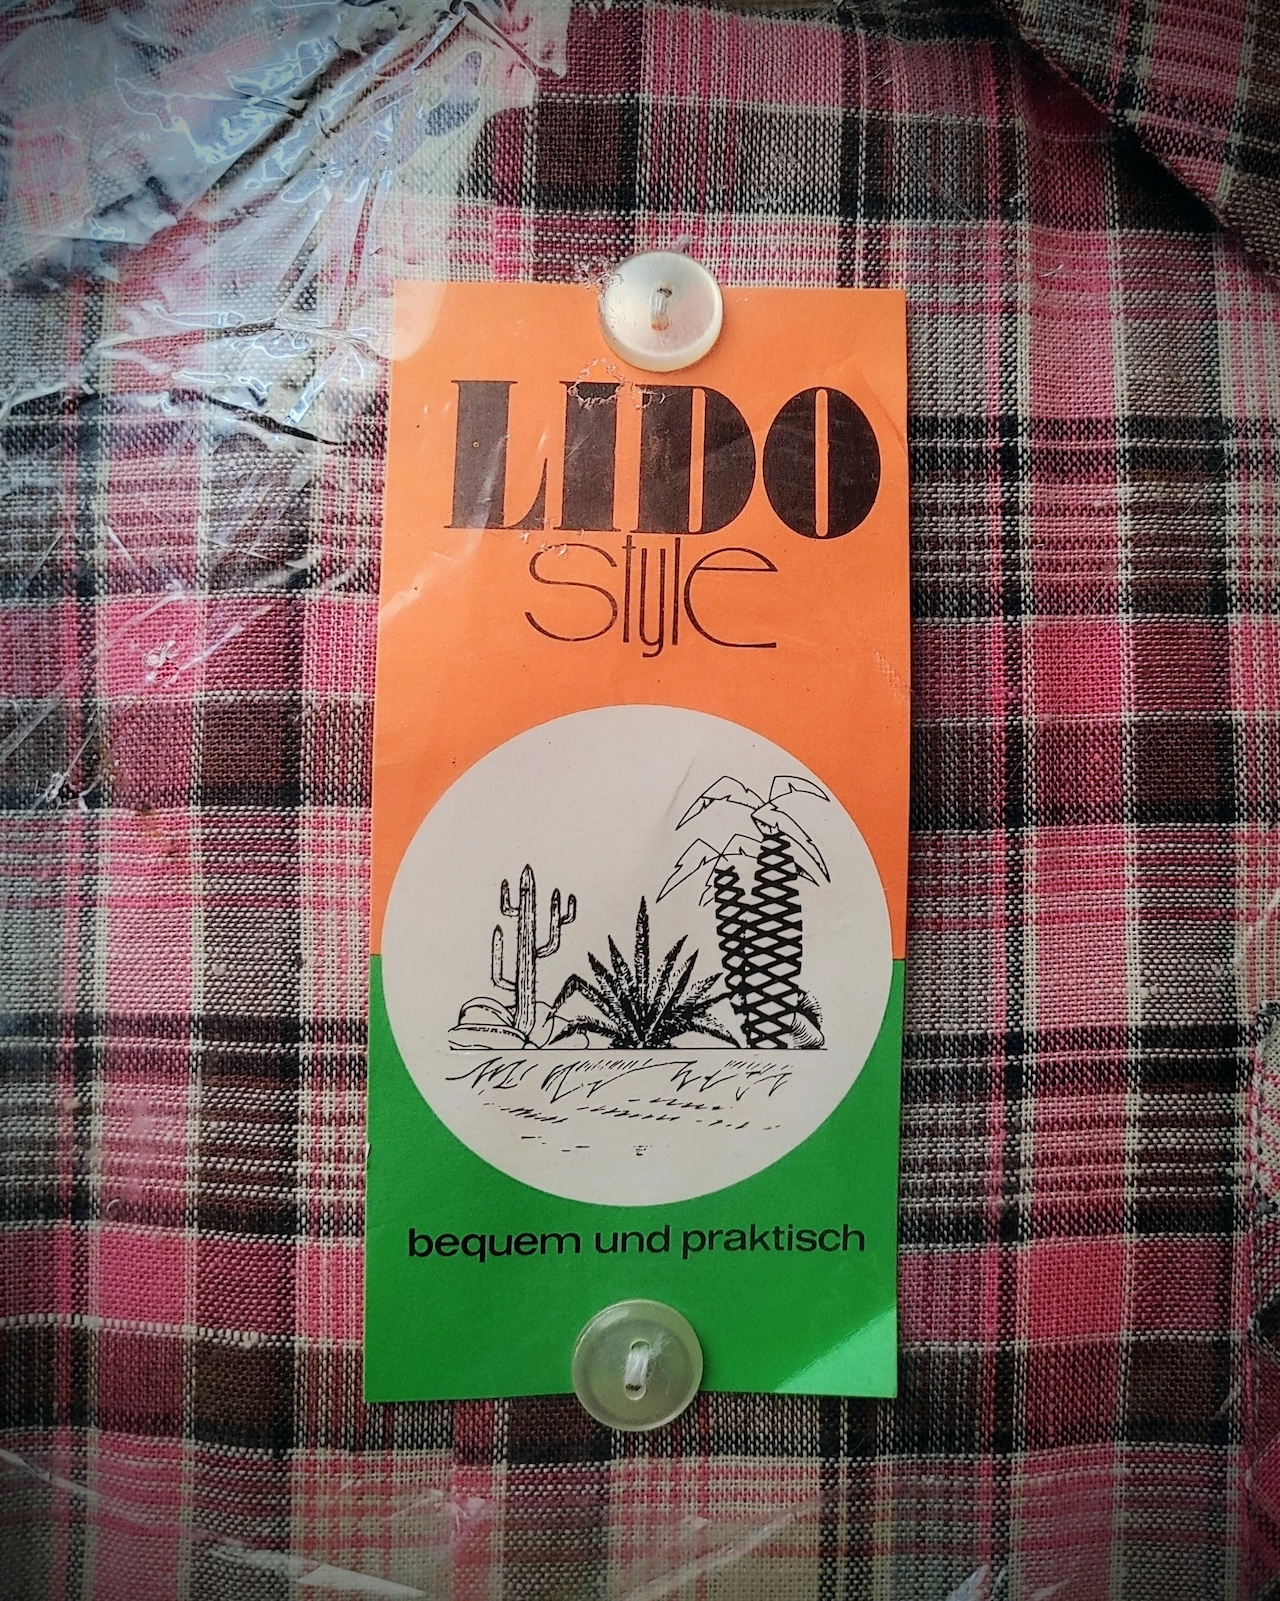 LIDO
style
bequem und praktisch